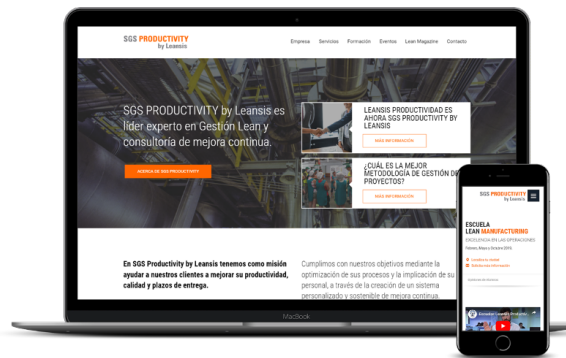 SGS PRODUCTIVITY
by Leansis
Empresa Servicios Formación Eventos Lean Magazine Contacto
SGS PRODUCTIVITY by Leansis es
líder experto en Gestión Lean y
consultoría de mejora continua.
ACERCA DE SGS PRODUCTIVITY
LEANSIS PRODUCTIVIDAD ES
AHORA SGS PRODUCTIVITY BY
LEANSIS
MÁS INFORMACIÓN
¿CUÁL ES LA MEJOR
METODOLOGÍA DE GESTIÓN DE
PROYECTOS?
MÁS INFORMACIÓN
En SGS Productivity by Leansis tenemos como misión
ayudar a nuestros clientes a mejorar su productividad,
calidad y plazos de entrega.
Cumplimos con nuestros objetivos mediante la
optimización de sus procesos y la implicación de su
personal, a través de la creación de un sistema
personalizado y sostenible de mejora continua.
MacBook
SGS PRODUCTIVITY
by Leansis
ESCUELA
LEAN MANUFACTURING
EXCELENCIA EN LAS OPERACIONES